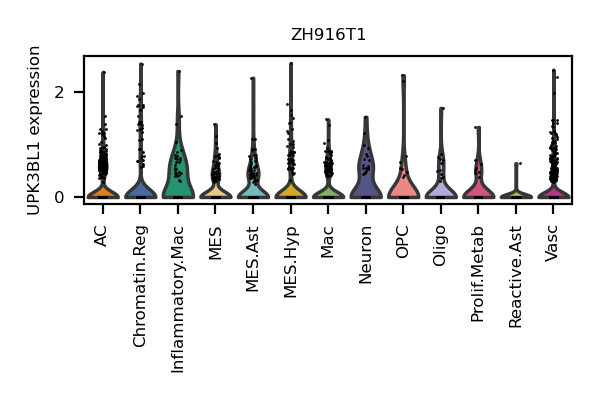 ZH916T1
UPK3BL1 expression
2
0
AC
Chromatin.Reg
Inflammatory.Mac
MES
MES.Ast
MES.Hyp
Mac
Neuron
OPC
Oligo
Prolif.Metab
Reactive.Ast
Vasc